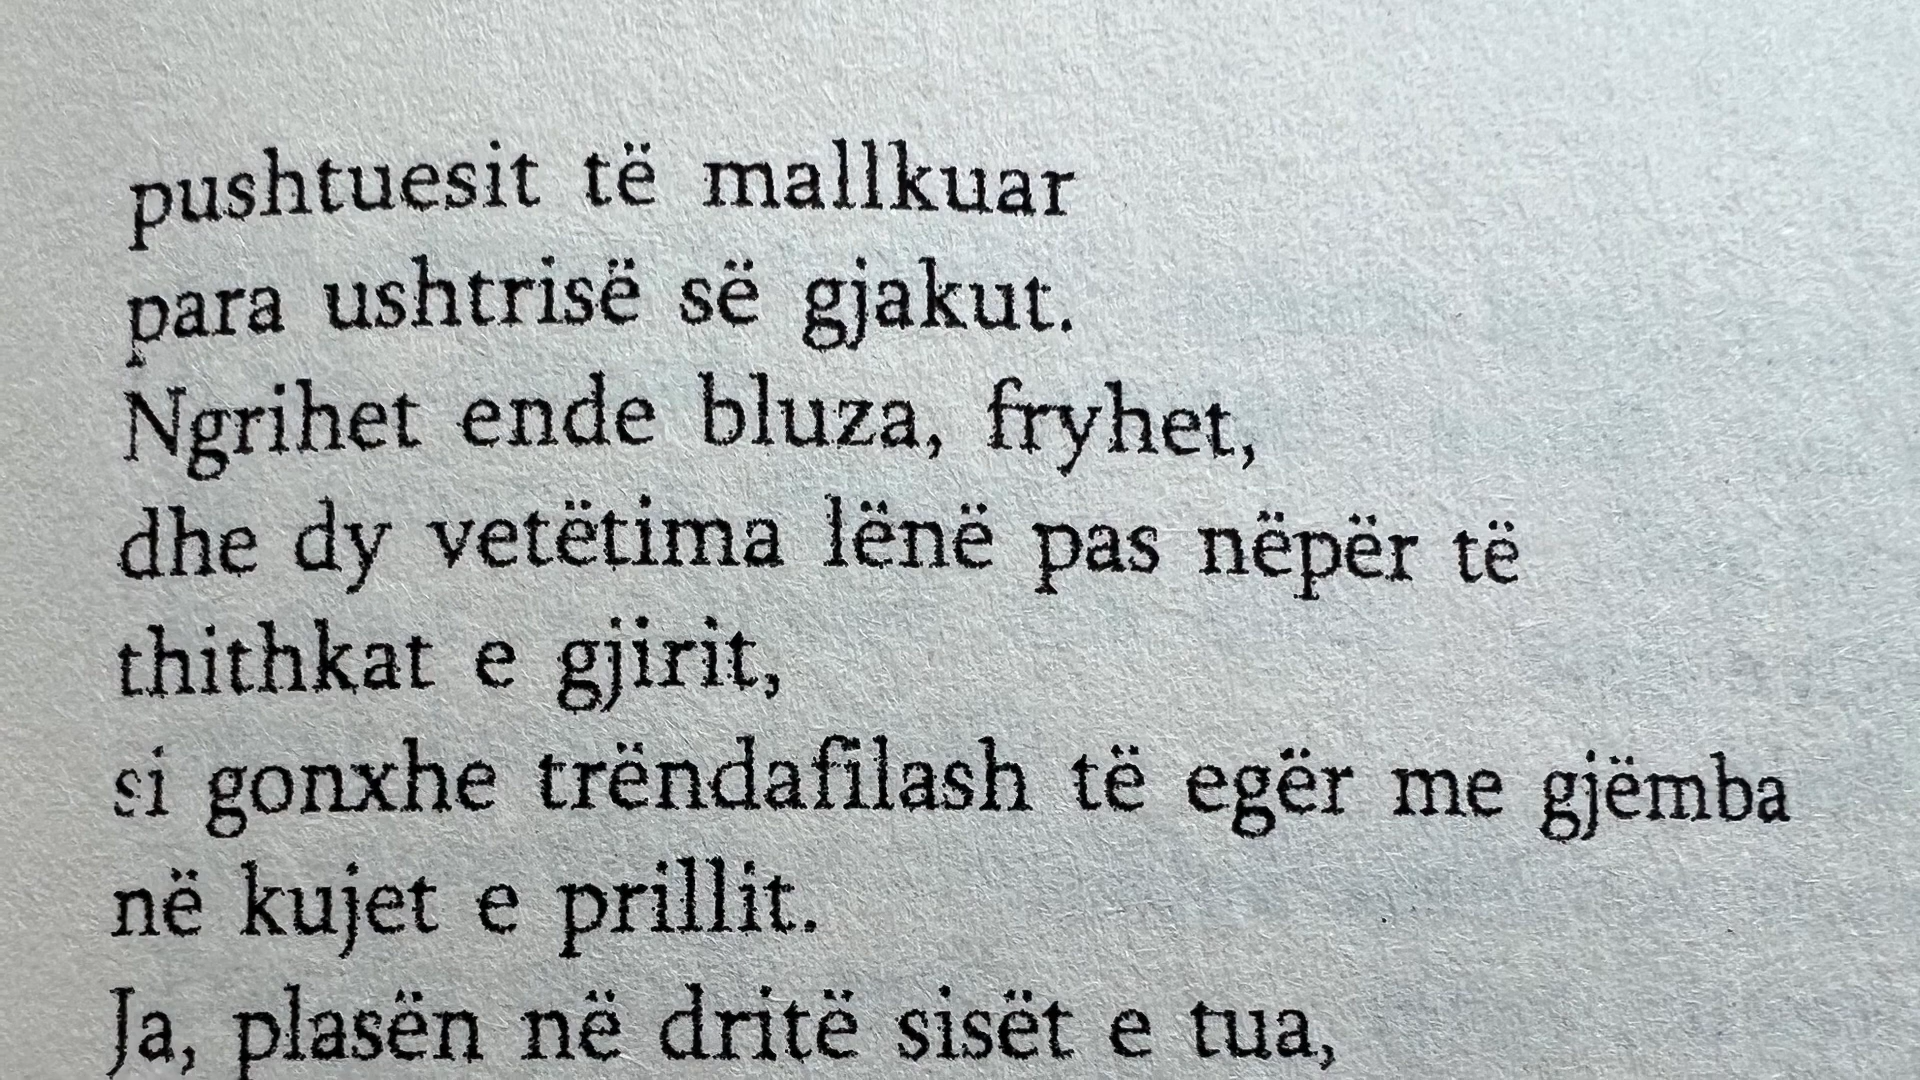 pushtuesit të mallkuar
para ushtrisë së gjakut.
Ngrihet ende bluza, fryhet,
dhe dy vetëtima lënë pas nëpër të
thithkat e gjirit,
si gonxhe trëndafilash të egër me gjëmba
në kujet e prillit.
Ja, plasën në dritë sisët e tua,